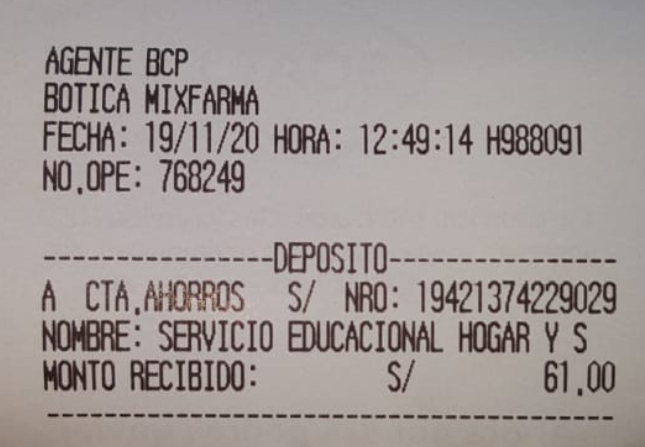 AGENTE BCP
BOTICA MIXFARMA
FECHA: 19/11/20 HORA: 12:49:14 H988091
NO.OPE: 768249
----------------DEPOSITO----------------
A CTA.AHORROS S/ NRO: 19421374229029
NOMBRE: SERVICIO EDUCACIONAL HOGAR Y S
MONTO RECIBIDO: S/ 61.00
----------------------------------------